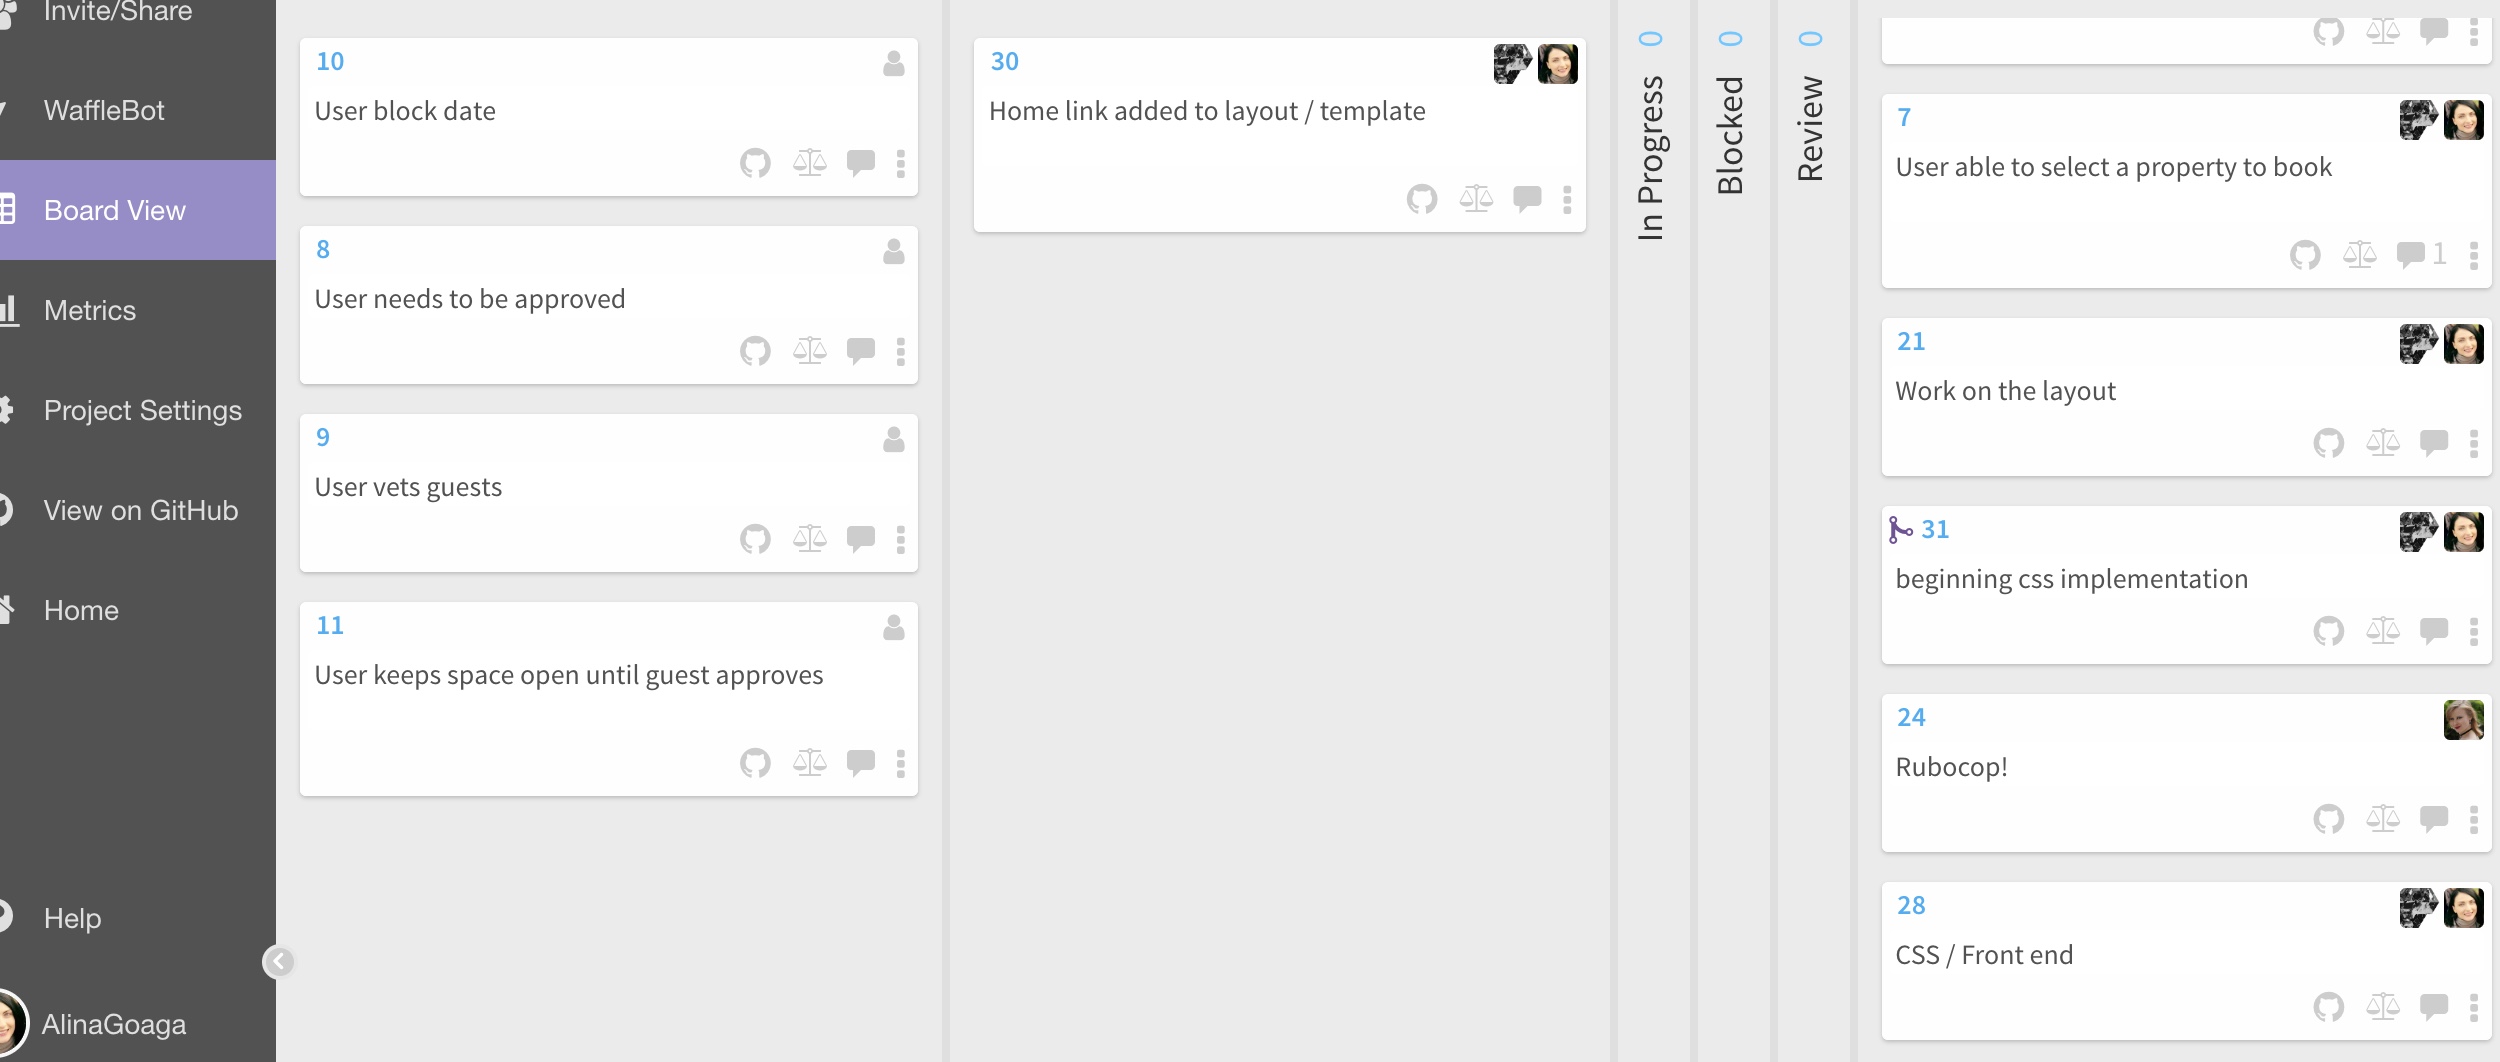 Invite/Share
WaffleBot
Board View
Metrics
Project Settings
View on GitHub
Home
Help
AlinaGoaga
10
User block date
8
User needs to be approved
9
User vets guests
11
User keeps space open until guest approves
30
Home link added to layout / template
In Progress 0
Blocked 0
Review 0
7
User able to select a property to book
1
21
Work on the layout
31
beginning css implementation
24
Rubocop!
28
CSS / Front end